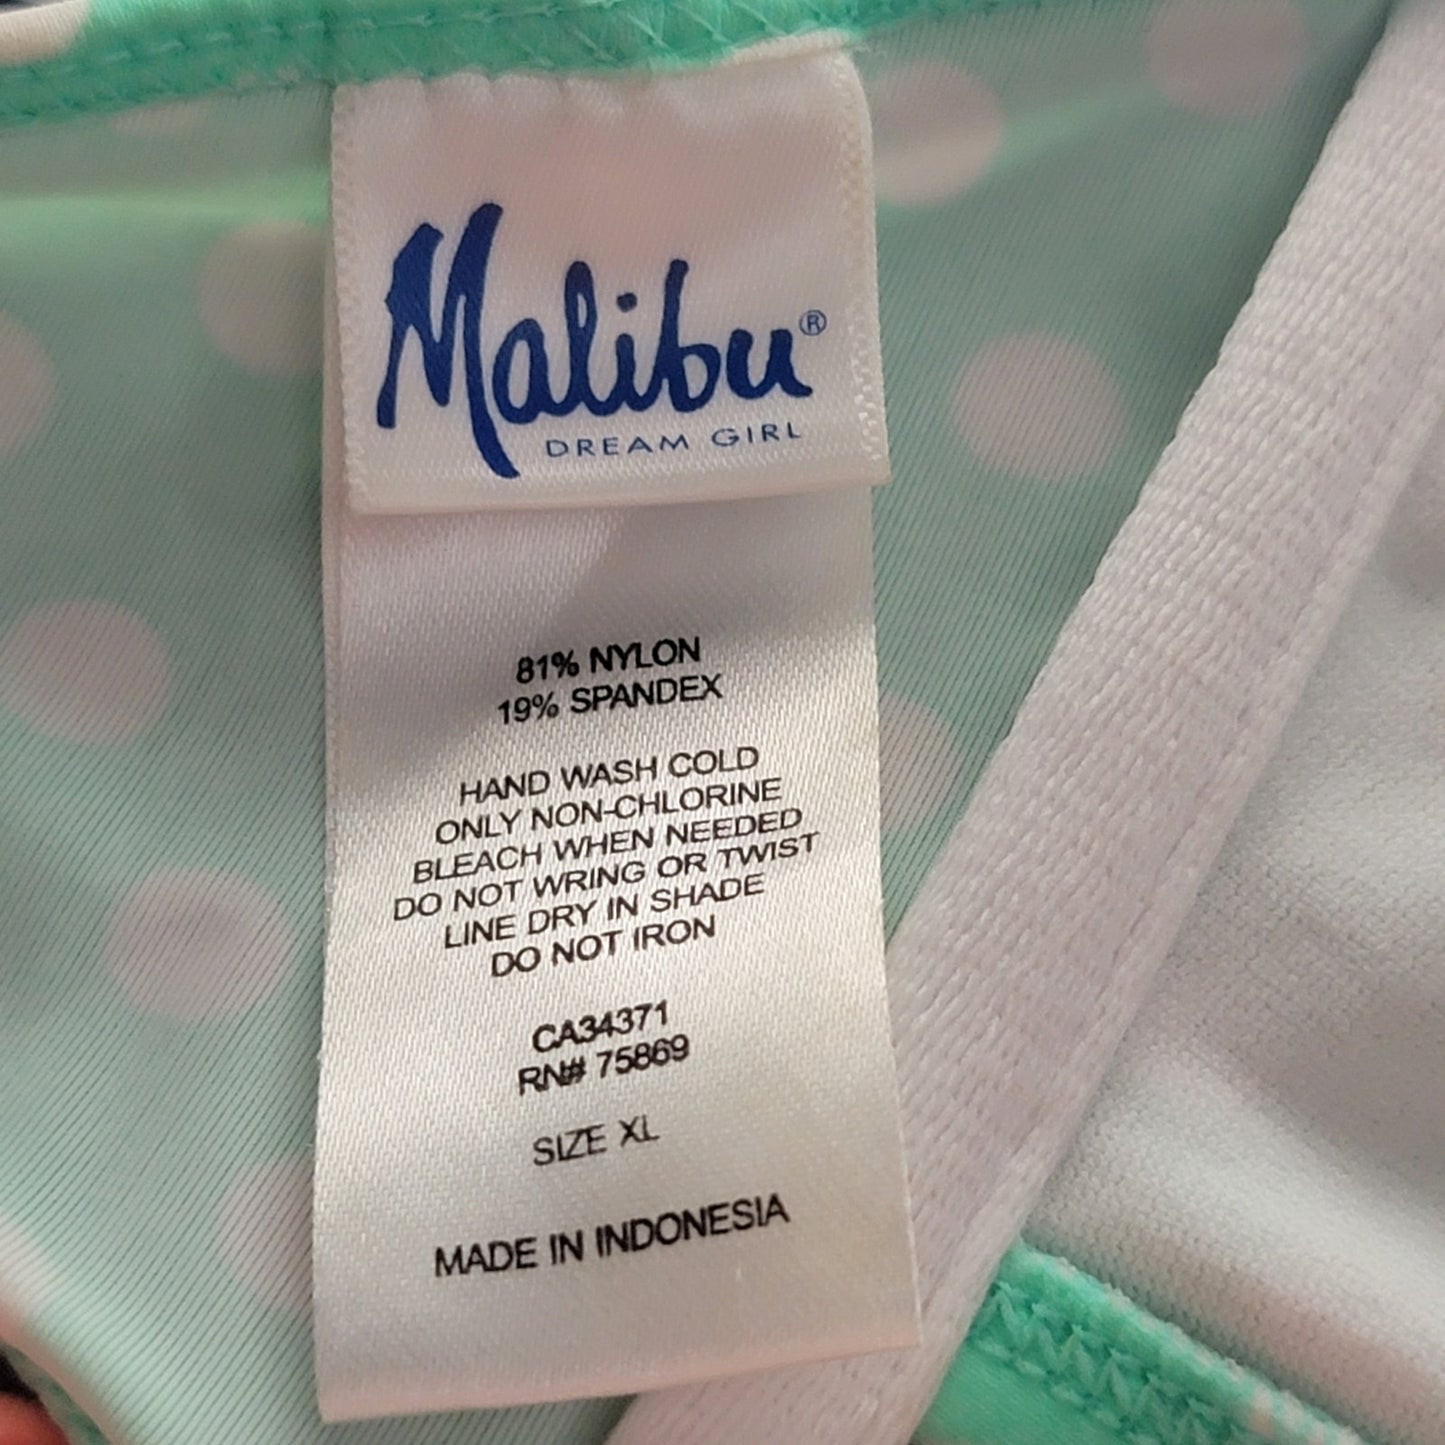 Malibu®
DREAM GIRL
81% NYLON
19% SPANDEX
HAND WASH COLD
ONLY NON-CHLORINE
BLEACH WHEN NEEDED
DO NOT WRING OR TWIST
LINE DRY IN SHADE
DO NOT IRON
CA34371
RN# 75869
SIZE XL
MADE IN INDONESIA